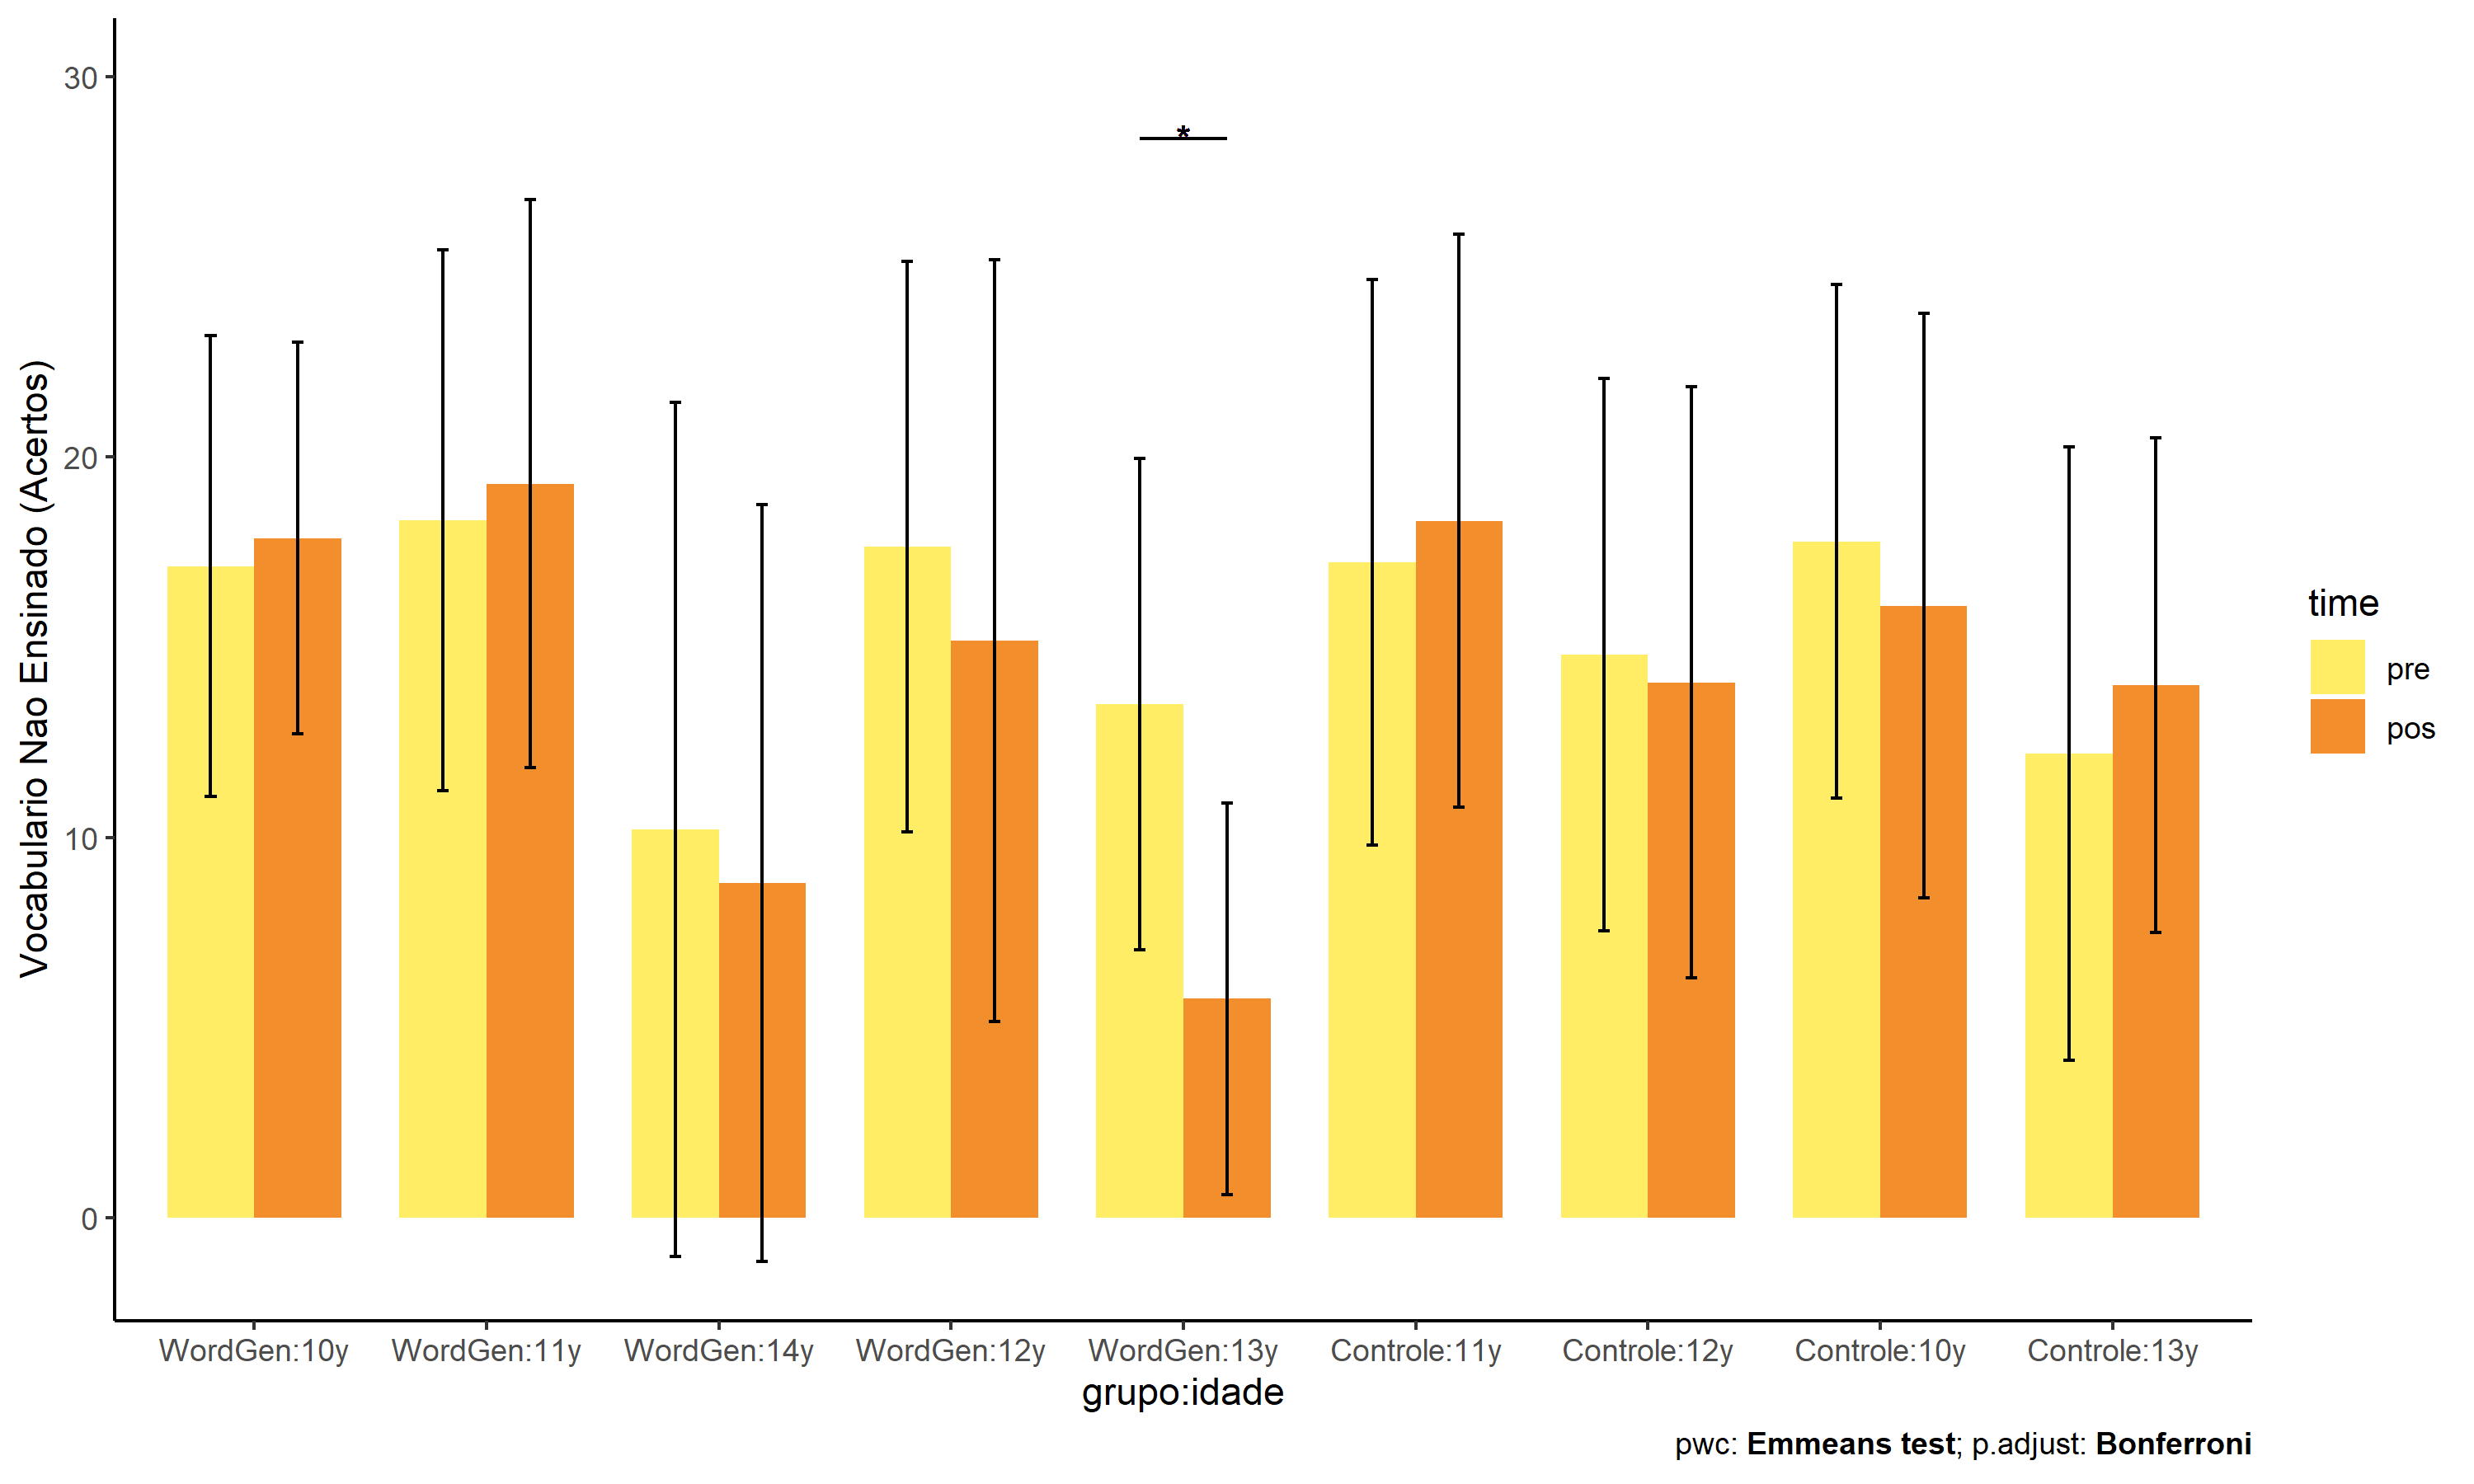 Vocabulario Nao Ensinado (Acertos)
30
20
10
0
*
WordGen:10y WordGen:11y WordGen:14y WordGen:12y WordGen:13y Controle:11y Controle:12y Controle:10y Controle:13y
grupo:idade
time
pre
pos
pwc: Emmeans test; p.adjust: Bonferroni